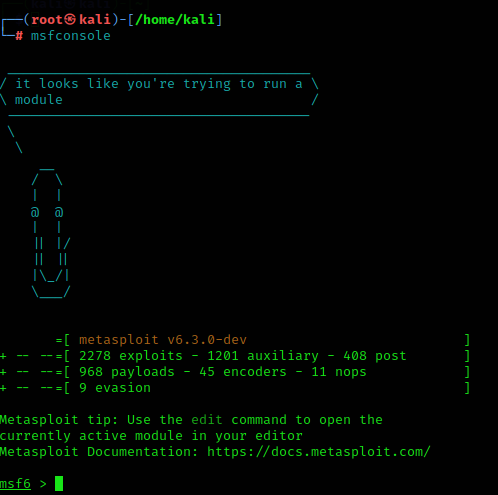 ┌──(root㉿kali)-[/home/kali]
└─# msfconsole
 _____________________________________
/ it looks like you're trying to run a \
\ module                               /
 --------------------------------------
 \
  \
     __
    /  \
    |  |
    @  @
    |  |
    || |/
    || ||
    |\_/|
    \___/
       =[ metasploit v6.3.0-dev                           ]
+ -- --=[ 2278 exploits - 1201 auxiliary - 408 post       ]
+ -- --=[ 968 payloads - 45 encoders - 11 nops            ]
+ -- --=[ 9 evasion                                       ]
Metasploit tip: Use the edit command to open the
currently active module in your editor
Metasploit Documentation: https://docs.metasploit.com/
msf6 >